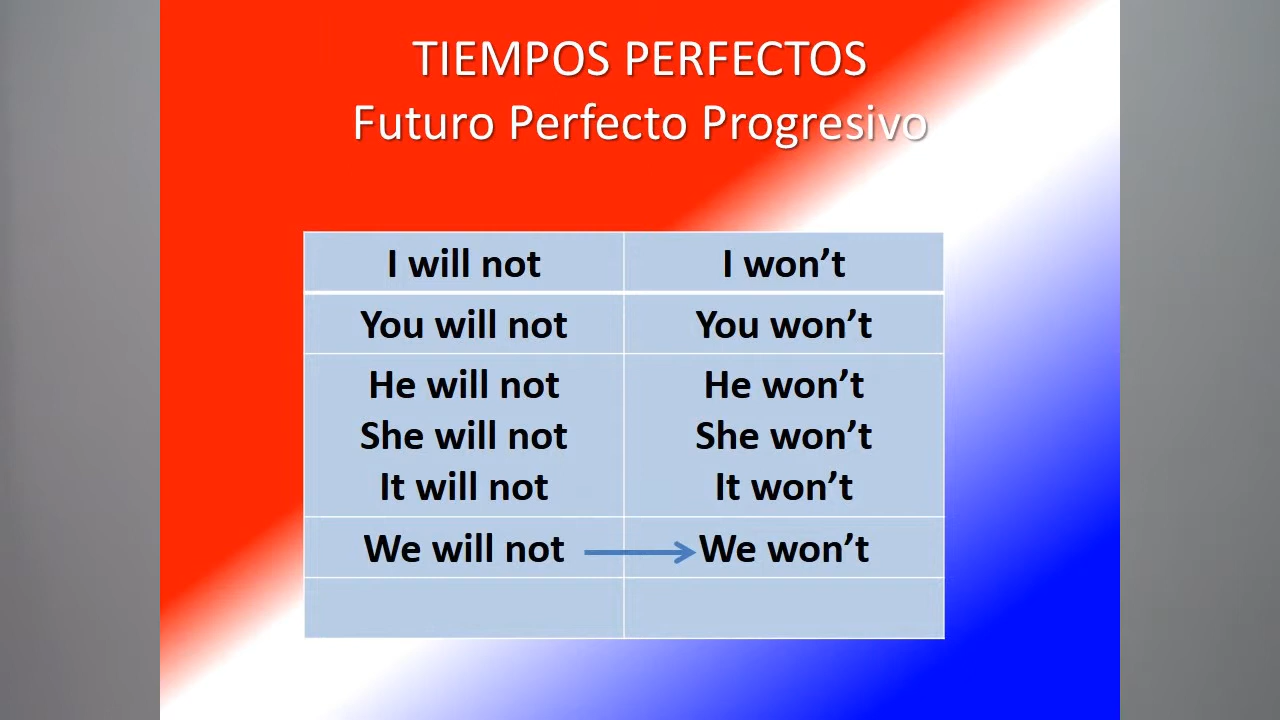 TIEMPOS PERFECTOS
Futuro Perfecto Progresivo
I will not I won’t
You will not You won’t
He will not He won’t
She will not She won’t
It will not It won’t
We will not We won’t